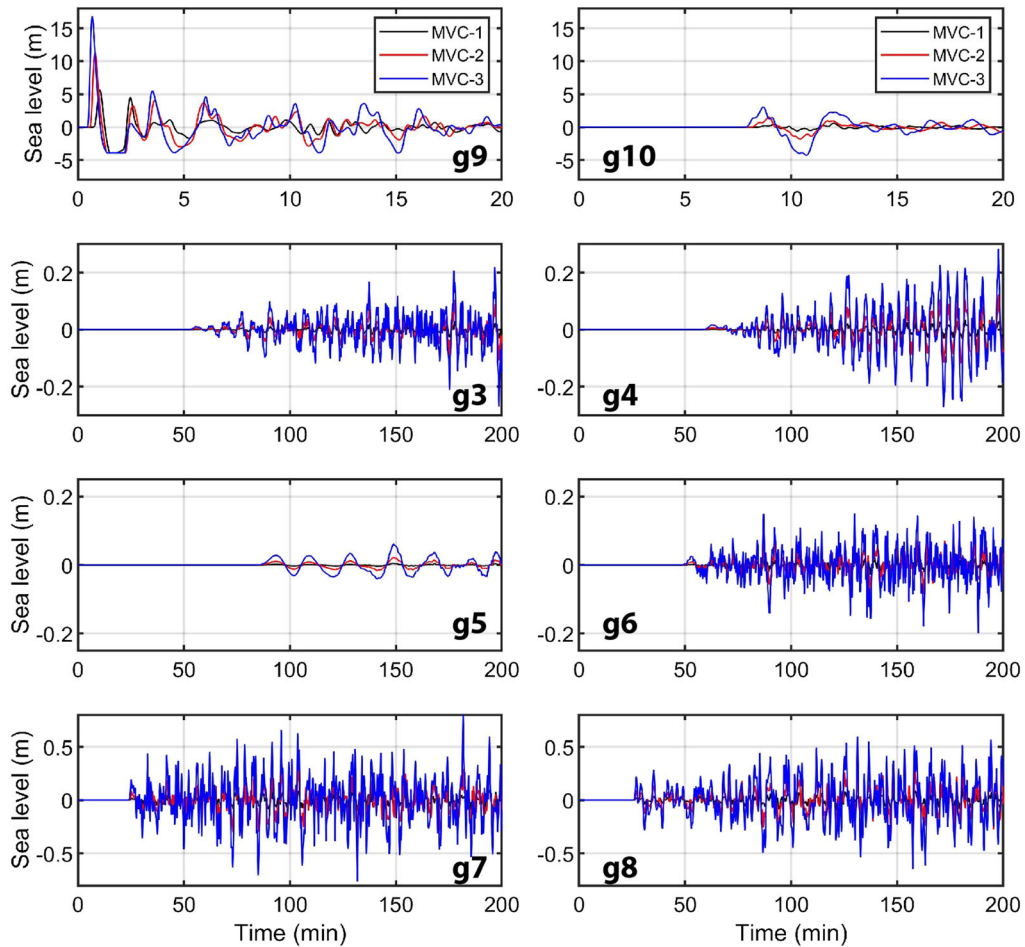 Sea level (m)
15
10
5
0
-5
MVC-1
MVC-2
MVC-3
g9
0 5 10 15 20
15
10
5
0
-5
MVC-1
MVC-2
MVC-3
g10
0 5 10 15 20
Sea level (m)
0.2
0
-0.2
g3
0 50 100 150 200
0.2
0
-0.2
g4
0 50 100 150 200
Sea level (m)
0.2
0
-0.2
g5
0 50 100 150 200
0.2
0
-0.2
g6
0 50 100 150 200
Sea level (m)
0.5
0
-0.5
g7
0 50 100 150 200
Time (min)
0.5
0
-0.5
g8
0 50 100 150 200
Time (min)